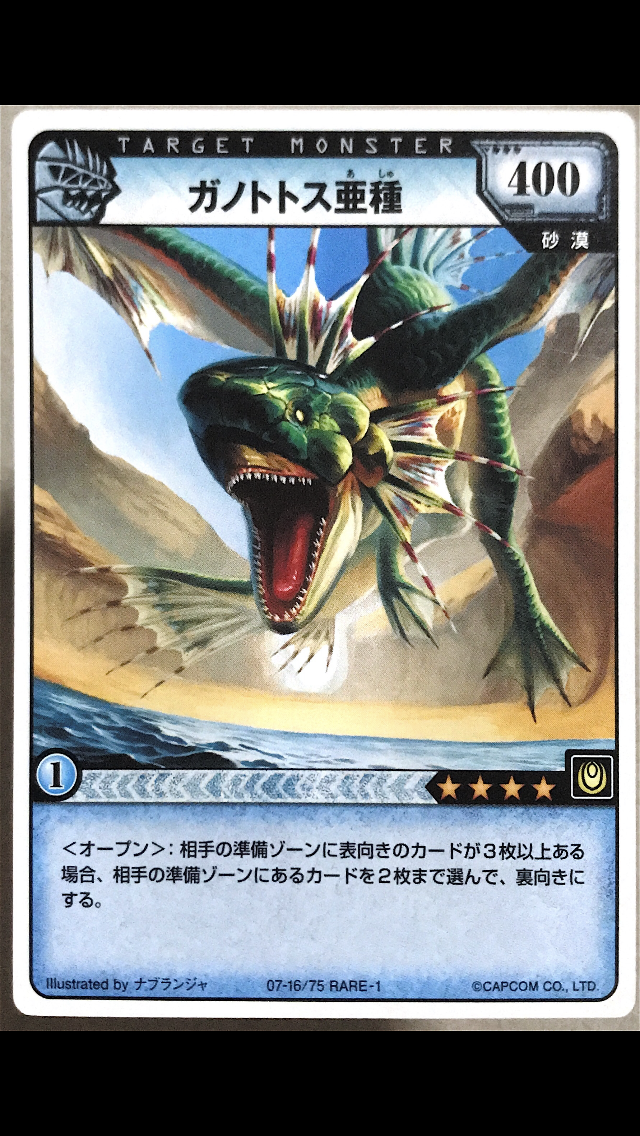 TARGET MONSTER
ガノトトス亜種
あ しゅ
400
砂漠
1
<オープン>：相手の準備ゾーンに表向きのカードが3枚以上ある
場合、相手の準備ゾーンにあるカードを2枚まで選んで、裏向きに
する。
Illustrated by ナブランジャ 07-16/75 RARE-1 ©CAPCOM CO., LTD.